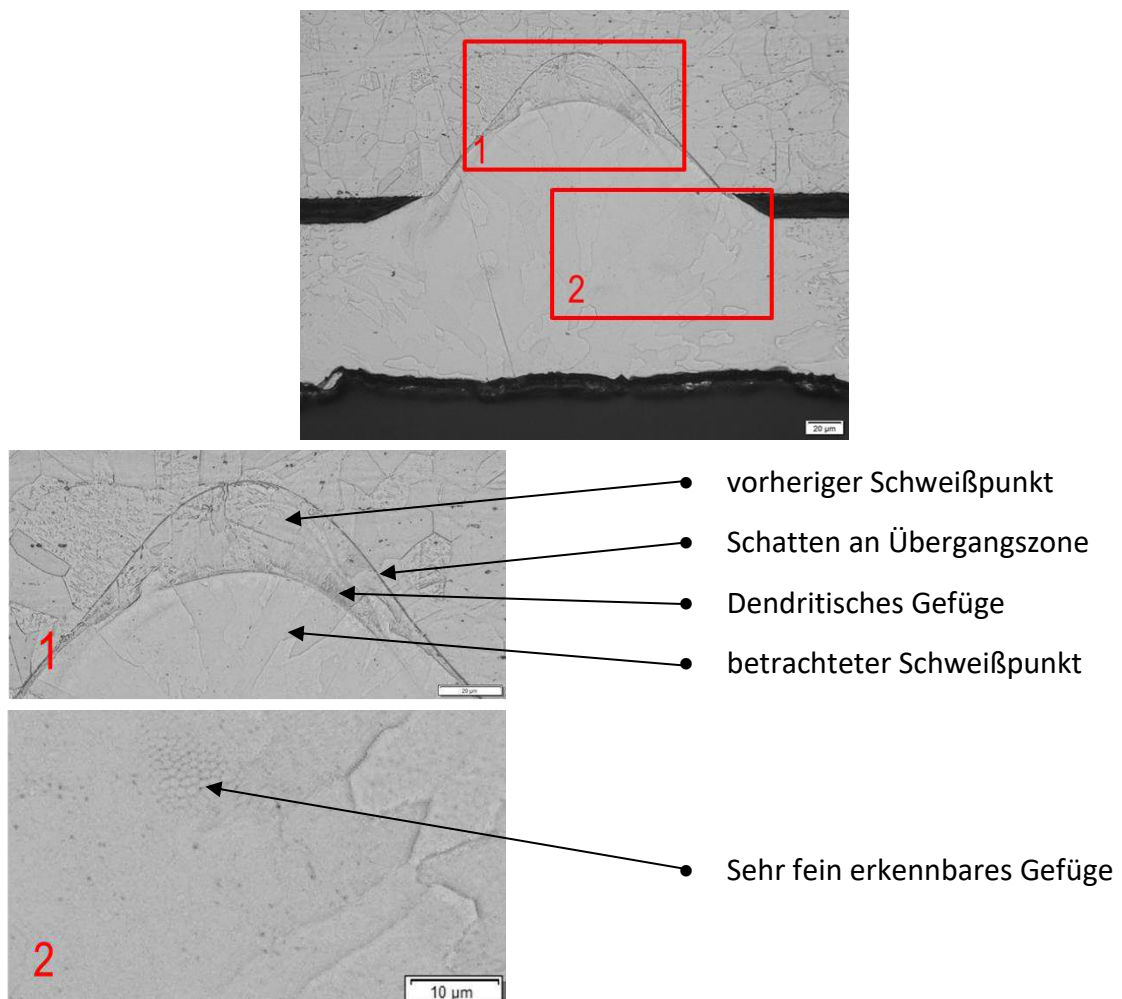 1
2
20 µm
vorheriger Schweißpunkt
Schatten an Übergangszone
Dendritisches Gefüge
betrachteter Schweißpunkt
1
20 µm
Sehr fein erkennbares Gefüge
2
10 µm